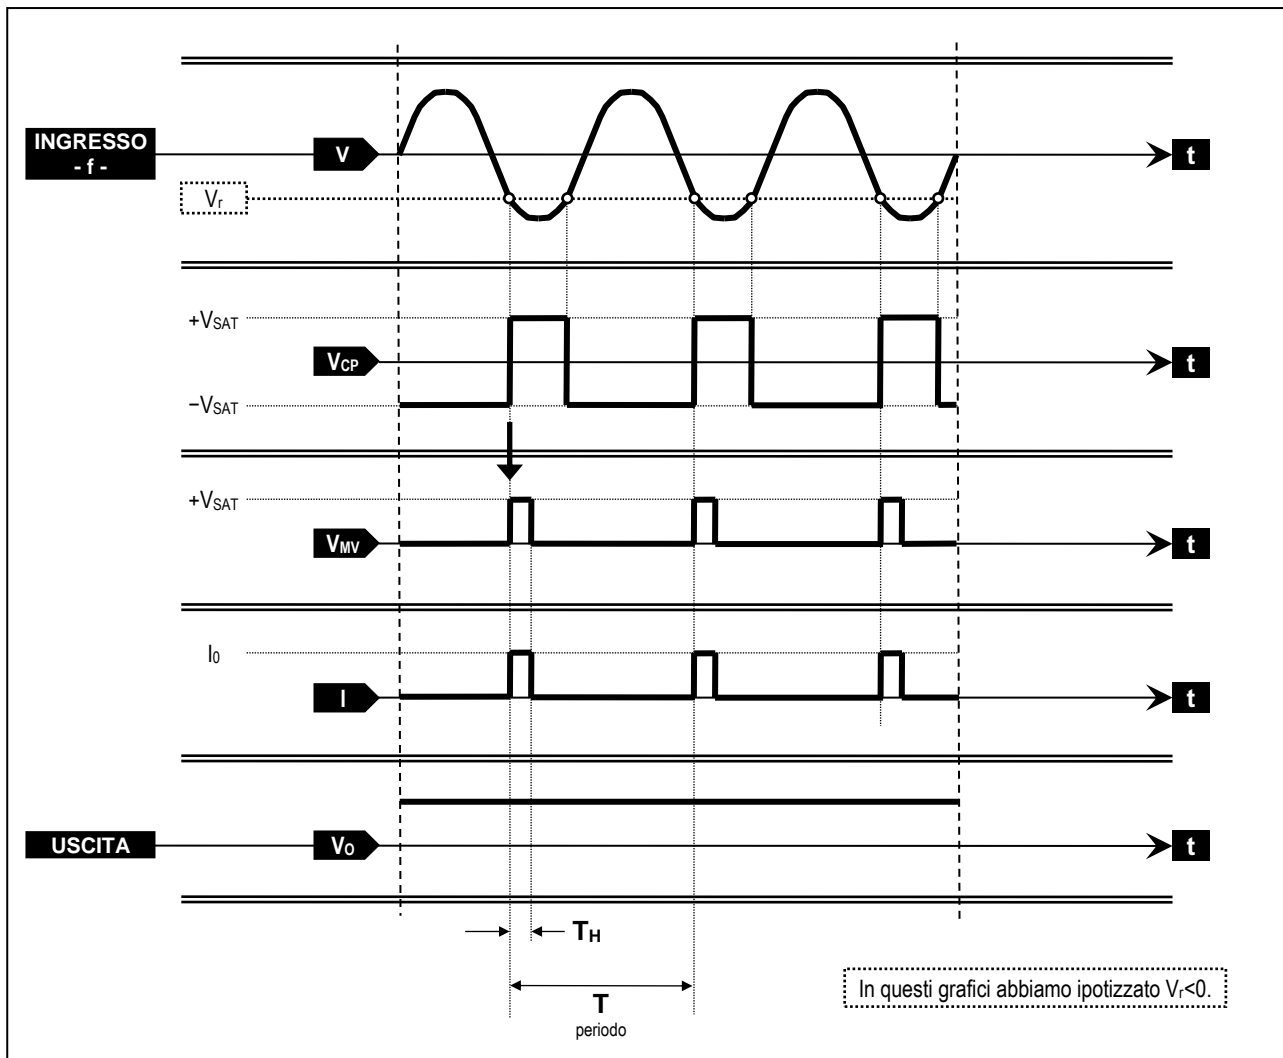 INGRESSO
- f -
V
t
Vr
+VSAT
VCP
t
−VSAT
+VSAT
VMV
t
I0
I
t
USCITA
VO
t
TH
T
periodo
In questi grafici abbiamo ipotizzato Vr<0.